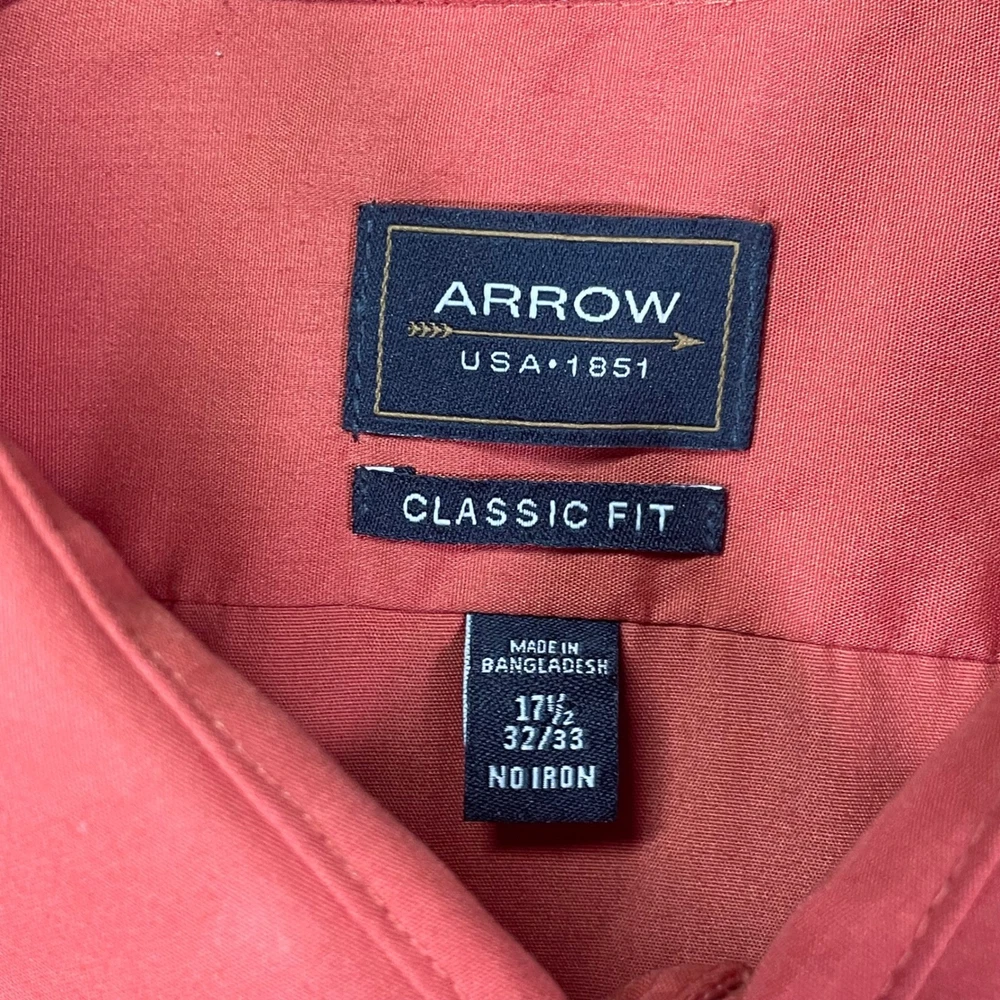 ARROW
USA•1851
CLASSIC FIT
MADE IN
BANGLADESH
17½
32/33
NO IRON